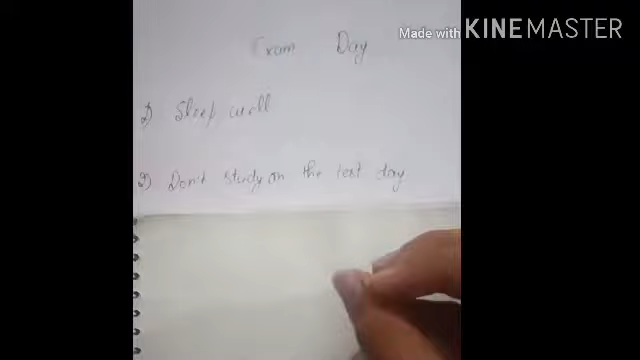 Made with KINEMASTER
Exam Day
1) Sleep well
2) Don't study on the test day